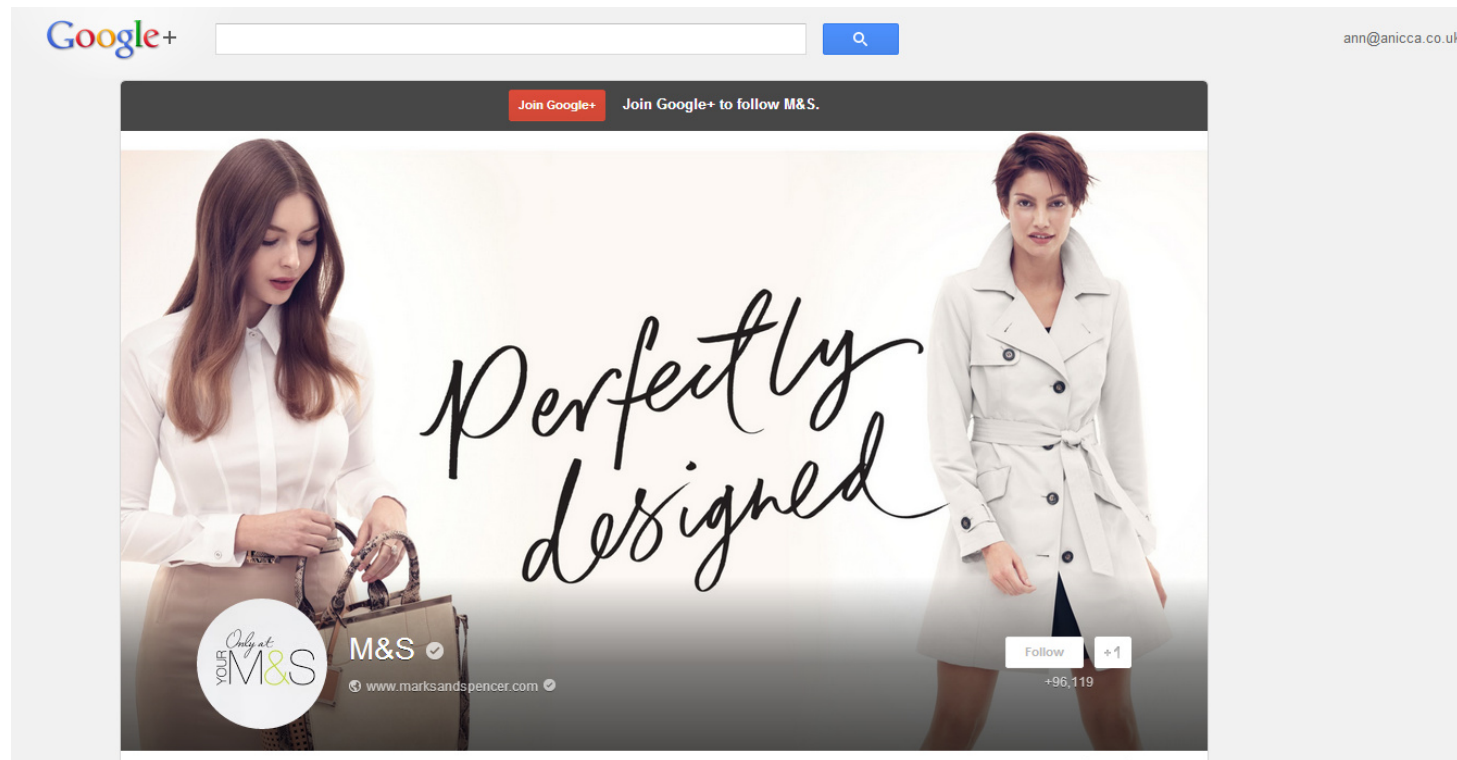 Google+
ann@anicca.co.uk
Join Google+ Join Google+ to follow M&S.
Perfectly
designed
Only at
YOUR M&S
M&S
www.marksandspencer.com
Follow +1
+96,119